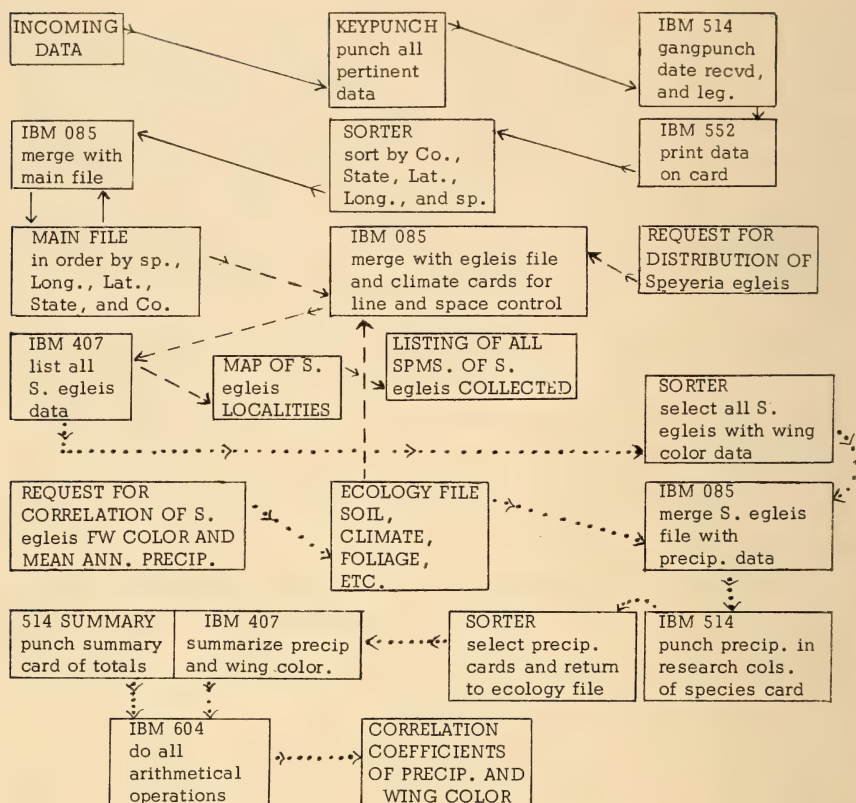 INCOMING
DATA
KEYPUNCH
punch all
pertinent
data
IBM 514
gangpunch
date recvd,
and leg.
IBM 085
merge with
main file
SORTER
sort by Co.,
State, Lat.,
Long., and sp.
IBM 552
print data
on card
MAIN FILE
in order by sp.,
Long., Lat.,
State, and Co.
IBM 085
merge with egleis file
and climate cards for
line and space control
REQUEST FOR
DISTRIBUTION OF
Speyeria egleis
IBM 407
list all
S. egleis
data
MAP OF S.
egleis
LOCALITIES
LISTING OF ALL
SPMS. OF S.
egleis COLLECTED
SORTER
select all S.
egleis with wing
color data
REQUEST FOR
CORRELATION OF S.
egleis FW COLOR AND
MEAN ANN. PRECIP.
ECOLOGY FILE
SOIL,
CLIMATE,
FOLIAGE,
ETC.
IBM 085
merge S. egleis
file with
precip. data
514 SUMMARY
punch summary
card of totals
IBM 407
summarize precip
and wing color.
SORTER
select precip.
cards and return
to ecology file
IBM 514
punch precip. in
research cols.
of species card
IBM 604
do all
arithmetical
operations
CORRELATION
COEFFICIENTS
OF PRECIP. AND
WING COLOR